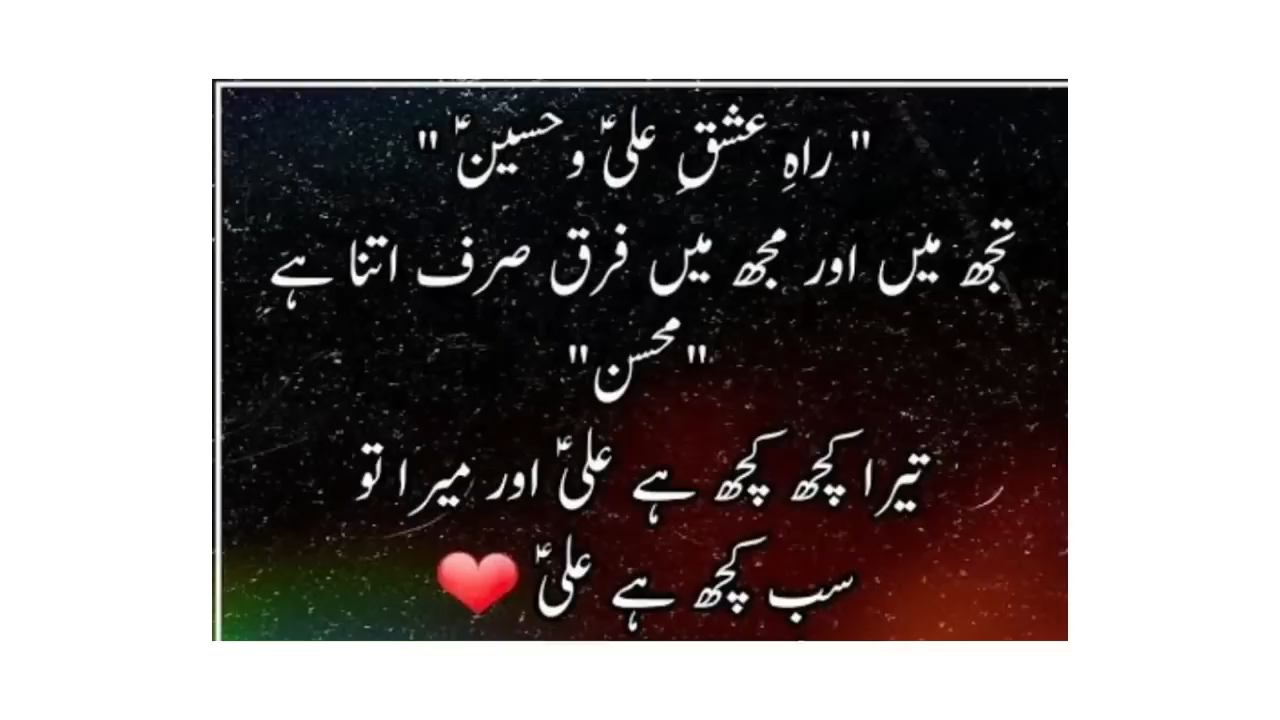 " راہِ عشقِ علیؑ و حسینؑ "
تجھ میں اور مجھ میں فرق صرف اتنا ہے
"محسن"
تیرا کچھ کچھ ہے علیؑ اور میرا تو
سب کچھ ہے علیؑ ❤